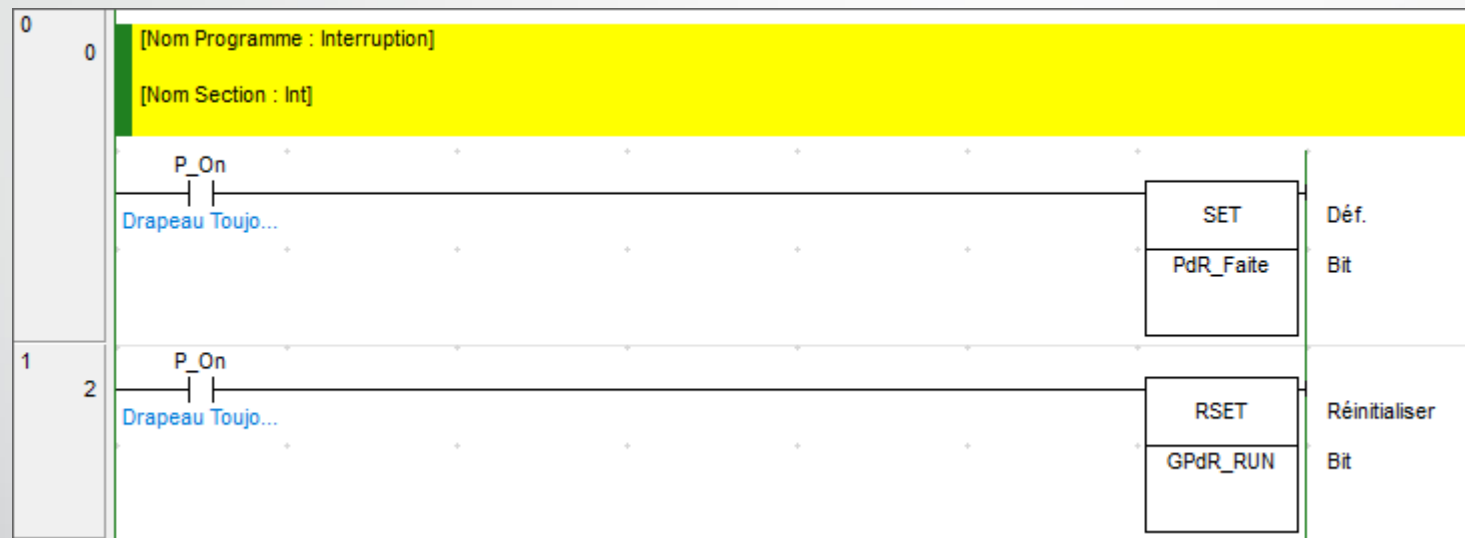 0
0
[Nom Programme : Interruption]
[Nom Section : Int]
P_On
Drapeau Toujo...
SET
Déf.
PdR_Faite
Bit
1
2
P_On
Drapeau Toujo...
RSET
Réinitialiser
GPdR_RUN
Bit